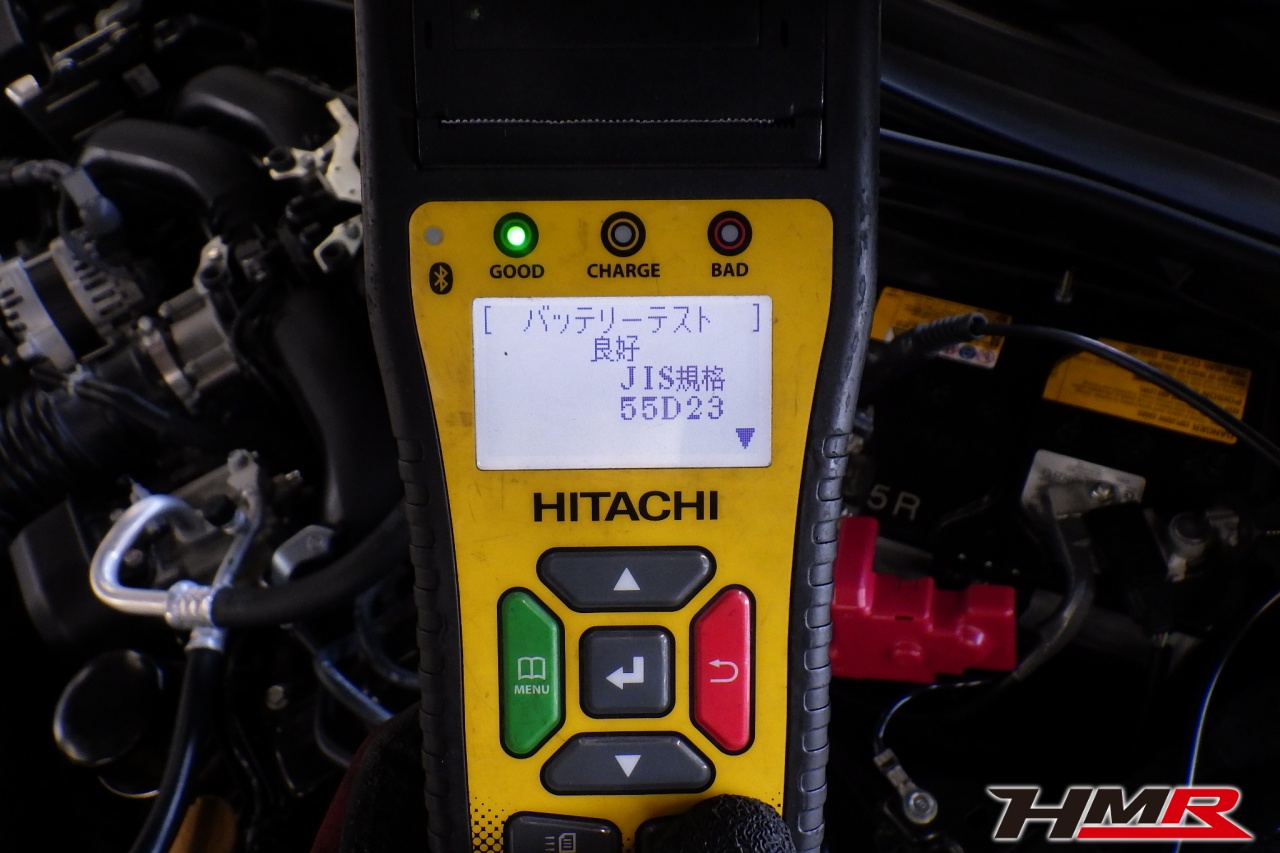 GOOD
CHARGE
BAD
[ バッテリーテスト ]
良好
JIS規格
55D23
HITACHI
MENU
5R
HMR